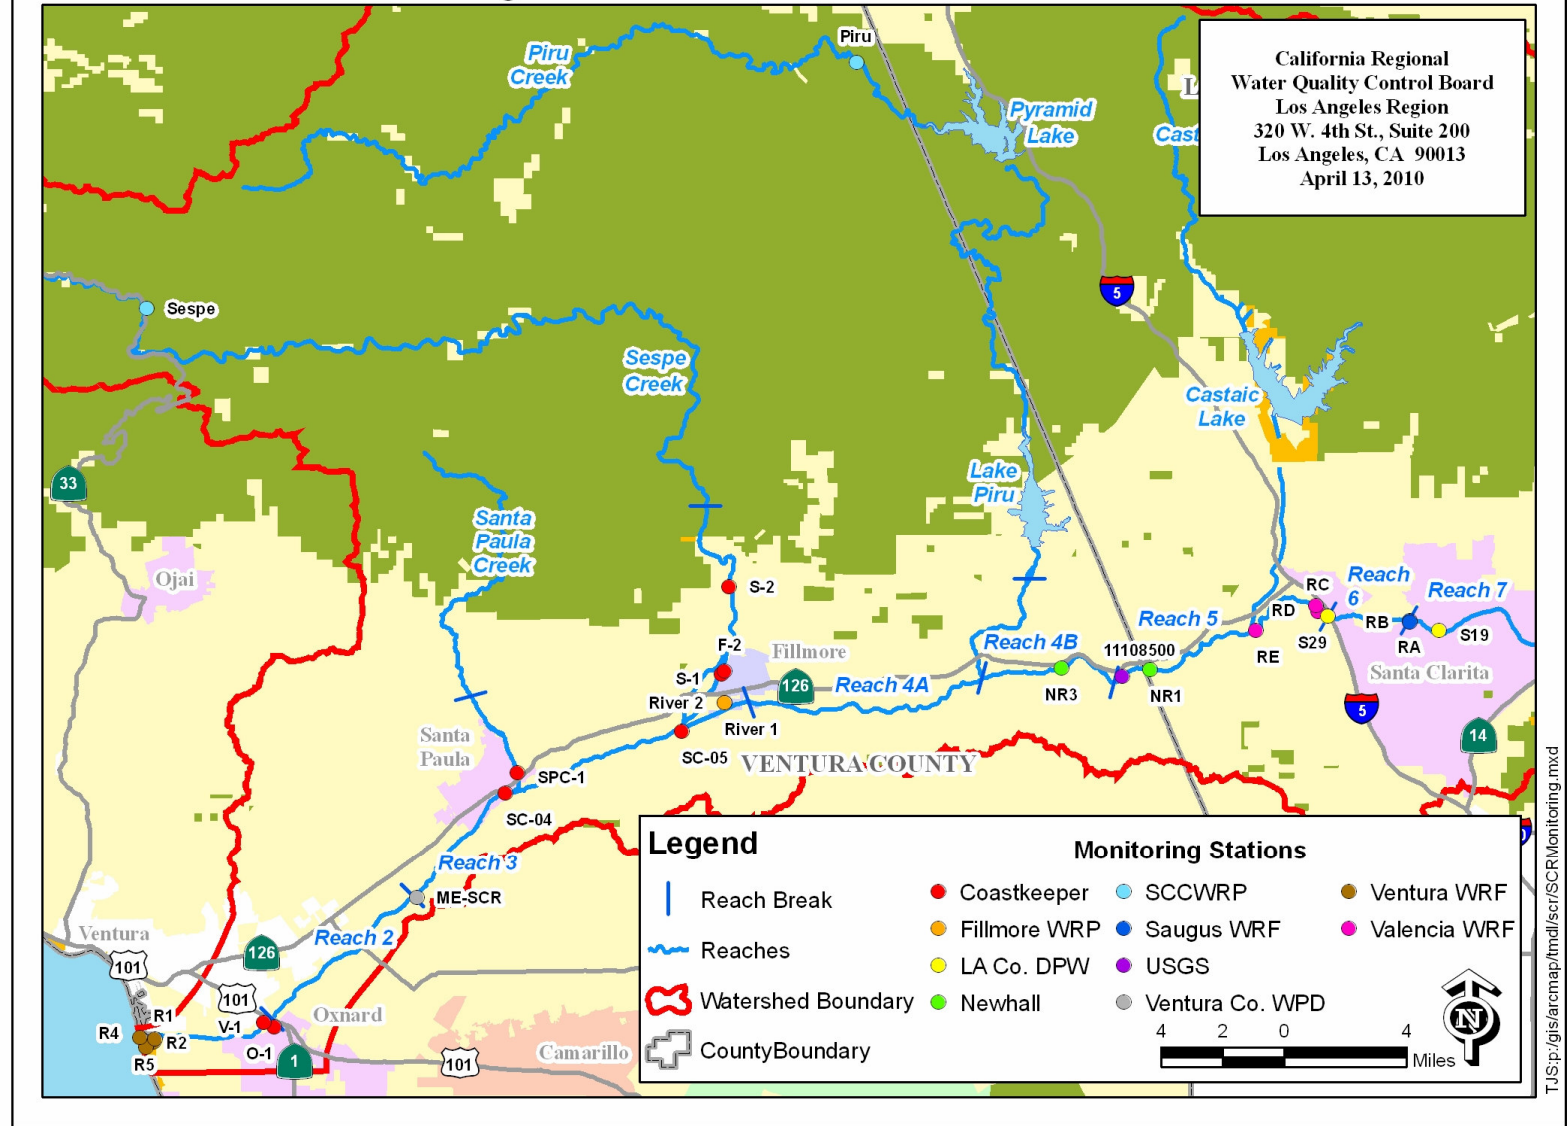 Piru
Piru
Creek
Pyramid
Lake
L
Cast
California Regional
Water Quality Control Board
Los Angeles Region
320 W. 4th St., Suite 200
Los Angeles, CA 90013
April 13, 2010
Sespe
5
Sespe
Creek
Castaic
Lake
33
Lake
Piru
Santa
Paula
Creek
Ojai
S-2
RC
Reach
6
Reach 7
RD
RB
S29
RA
S19
RE
Reach 5
F-2
Fillmore
Reach 4B
11108500
S-1
126
Reach 4A
NR3
NR1
Santa Clarita
River 2
River 1
5
14
Santa
Paula
SC-05
VENTURA COUNTY
SPC-1
SC-04
Reach 3
ME-SCR
Reach 2
Ventura
101
126
101
R1
R4
R2
R5
V-1
Oxnard
O-1
1
101
Camarillo
Legend
Reach Break
Reaches
Watershed Boundary
CountyBoundary
Monitoring Stations
Coastkeeper
SCCWRP
Ventura WRF
Fillmore WRP
Saugus WRF
Valencia WRF
LA Co. DPW
USGS
Newhall
Ventura Co. WPD
N
4 2 0 4
Miles
TJS:p:/gis/arcmap/tmdl/scr/SCRMonitoring.mxd